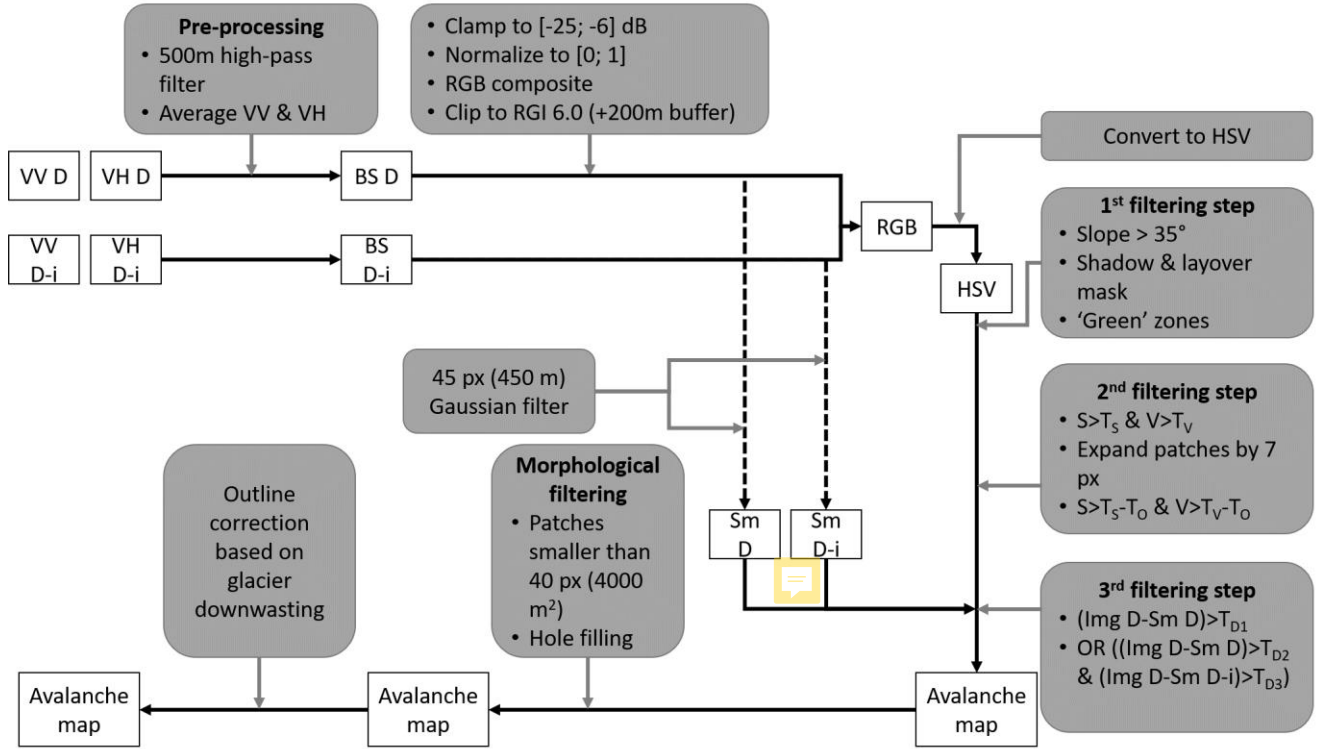 Pre-processing
• 500m high-pass
filter
• Average VV & VH
• Clamp to [-25; -6] dB
• Normalize to [0; 1]
• RGB composite
• Clip to RGI 6.0 (+200m buffer)
Convert to HSV
VV D
VH D
BS D
RGB
VV
D-i
VH
D-i
BS
D-i
HSV
1st filtering step
• Slope > 35°
• Shadow & layover
mask
• ‘Green’ zones
45 px (450 m)
Gaussian filter
2nd filtering step
• S>TS & V>TV
• Expand patches by 7
px
• S>TS-TO & V>TV-TO
Outline
correction
based on
glacier
downwasting
Morphological
filtering
• Patches
smaller than
40 px (4000
m2)
• Hole filling
Sm
D
Sm
D-i
3rd filtering step
• (Img D-Sm D)>TD1
• OR ((Img D-Sm D)>TD2
& (Img D-Sm D-i)>TD3)
Avalanche
map
Avalanche
map
Avalanche
map